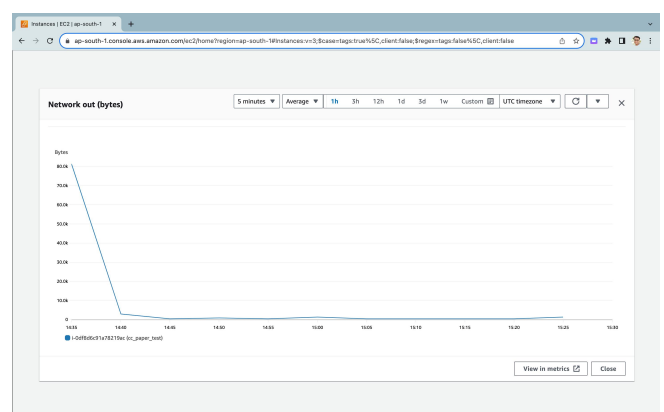 Instances | EC2 | ap-south-1
ap-south-1.console.aws.amazon.com/ec2/home?region=ap-south-1#Instances:v=3;$case=tags:true%5C,client:false;$regex=tags:false%5C,client:false
Network out (bytes)
5 minutes Average 1h 3h 12h 1d 3d 1w Custom UTC timezone
Bytes
80.0k
70.0k
60.0k
50.0k
40.0k
30.0k
20.0k
10.0k
0
14:35 14:40 14:45 14:50 14:55 15:00 15:05 15:10 15:15 15:20 15:25 15:30
i-0df8d6c91a76219ac (cc_paper_test)
View in metrics Close